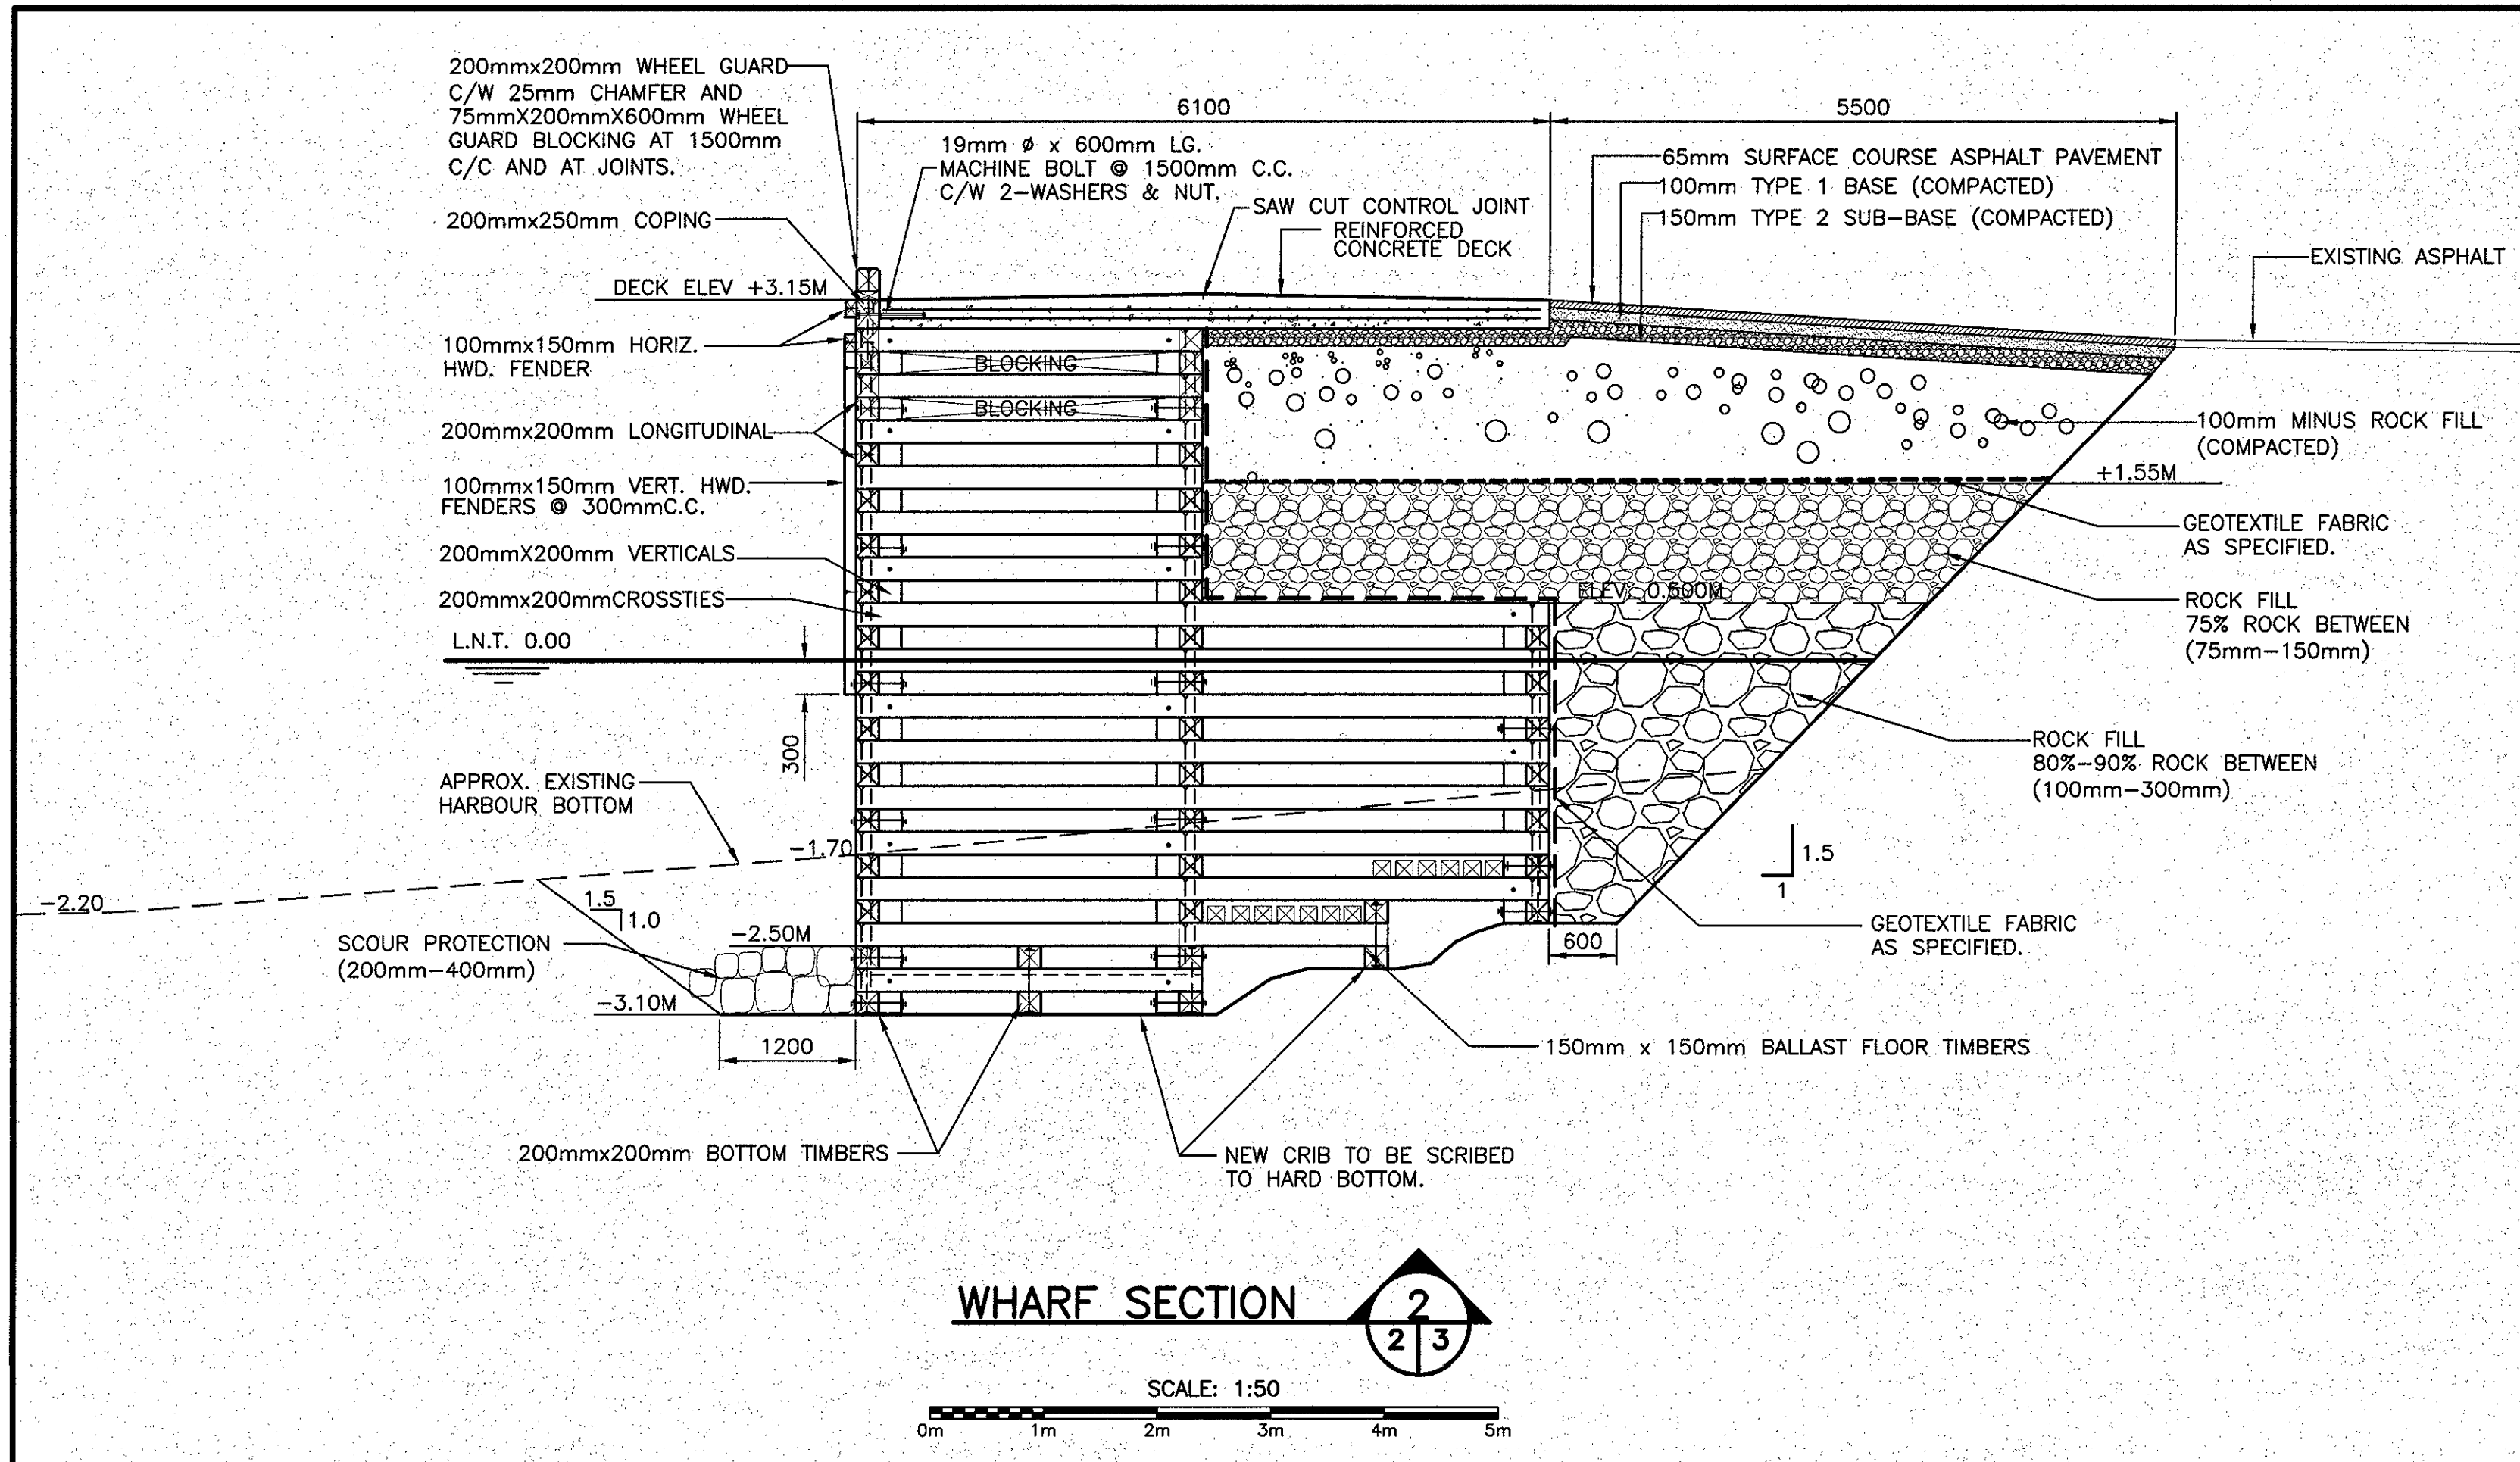 200mmx200mm WHEEL GUARD
C/W 25mm CHAMFER AND
75mmX200mmX600mm WHEEL
GUARD BLOCKING AT 1500mm
C/C AND AT JOINTS.
6100
5500
19mm ø x 600mm LG.
MACHINE BOLT @ 1500mm C.C.
C/W 2-WASHERS & NUT.
65mm SURFACE COURSE ASPHALT PAVEMENT
100mm TYPE 1 BASE (COMPACTED)
150mm TYPE 2 SUB-BASE (COMPACTED)
200mmx250mm COPING
SAW CUT CONTROL JOINT
REINFORCED
CONCRETE DECK
EXISTING ASPHALT
DECK ELEV +3.15M
100mmx150mm HORIZ.
HWD. FENDER
BLOCKING
BLOCKING
200mmx200mm LONGITUDINAL
100mm MINUS ROCK FILL
(COMPACTED)
+1.55M
100mmx150mm VERT. HWD.
FENDERS @ 300mmC.C.
GEOTEXTILE FABRIC
AS SPECIFIED.
200mmX200mm VERTICALS
200mmx200mmCROSSTIES
ELEV. 0.500M
ROCK FILL
75% ROCK BETWEEN
(75mm-150mm)
L.N.T. 0.00
300
ROCK FILL
80%-90% ROCK BETWEEN
(100mm-300mm)
APPROX. EXISTING
HARBOUR BOTTOM
-1.70
1.5
1
-2.20
1.5
1.0
SCOUR PROTECTION
(200mm-400mm)
-2.50M
600
GEOTEXTILE FABRIC
AS SPECIFIED.
-3.10M
1200
150mm x 150mm BALLAST FLOOR TIMBERS
200mmx200mm BOTTOM TIMBERS
NEW CRIB TO BE SCRIBED
TO HARD BOTTOM.
WHARF SECTION
2
2 3
SCALE: 1:50
0m 1m 2m 3m 4m 5m